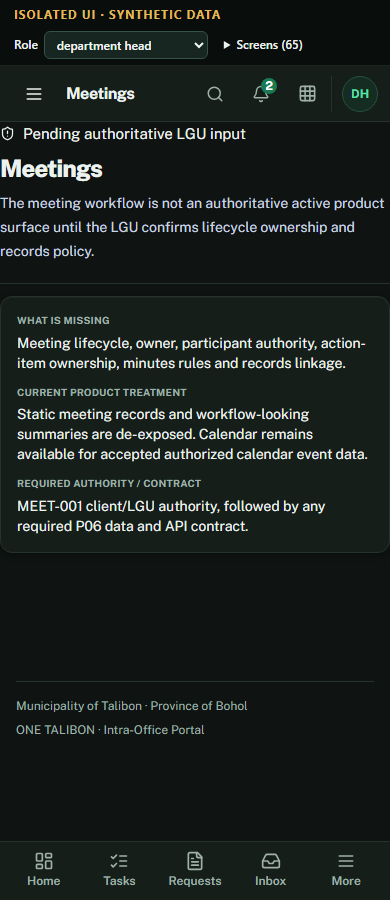 ISOLATED UI · SYNTHETIC DATA
Role department head ▶ Screens (65)
Meetings 2 DH
Pending authoritative LGU input
Meetings
The meeting workflow is not an authoritative active product
surface until the LGU confirms lifecycle ownership and
records policy.
WHAT IS MISSING
Meeting lifecycle, owner, participant authority, action-
item ownership, minutes rules and records linkage.
CURRENT PRODUCT TREATMENT
Static meeting records and workflow-looking
summaries are de-exposed. Calendar remains
available for accepted authorized calendar event data.
REQUIRED AUTHORITY / CONTRACT
MEET-001 client/LGU authority, followed by any
required P06 data and API contract.
Municipality of Talibon · Province of Bohol
ONE TALIBON · Intra-Office Portal
Home Tasks Requests Inbox More